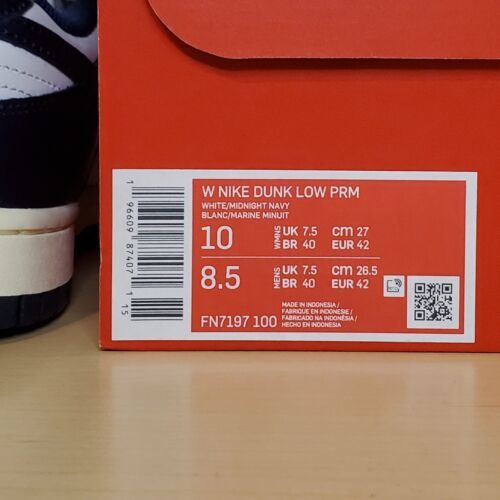 W NIKE DUNK LOW PRM
WHITE/MIDNIGHT NAVY
BLANC/MARINE MINUIT
10 WMNS UK 7.5 CM 27
BR 40 EUR 42
8.5 MENS UK 7.5 CM 26.5
BR 40 EUR 42
FN7197 100
MADE IN INDONESIA /
FABRIQUE EN INDONESIE /
FABRICADO NA INDONÉSIA /
HECHO EN INDONESIA
1 96609 87407 1 15